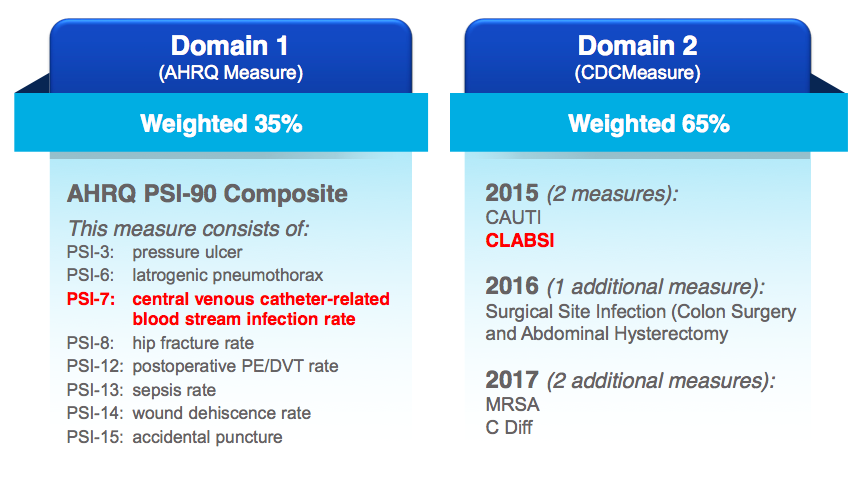 Domain 1
(AHRQ Measure)
Weighted 35%
AHRQ PSI-90 Composite
This measure consists of:
PSI-3: pressure ulcer
PSI-6: Iatrogenic pneumothorax
PSI-7: central venous catheter-related
blood stream infection rate
PSI-8: hip fracture rate
PSI-12: postoperative PE/DVT rate
PSI-13: sepsis rate
PSI-14: wound dehiscence rate
PSI-15: accidental puncture
Domain 2
(CDCMeasure)
Weighted 65%
2015 (2 measures):
CAUTI
CLABSI
2016 (1 additional measure):
Surgical Site Infection (Colon Surgery
and Abdominal Hysterectomy
2017 (2 additional measures):
MRSA
C Diff